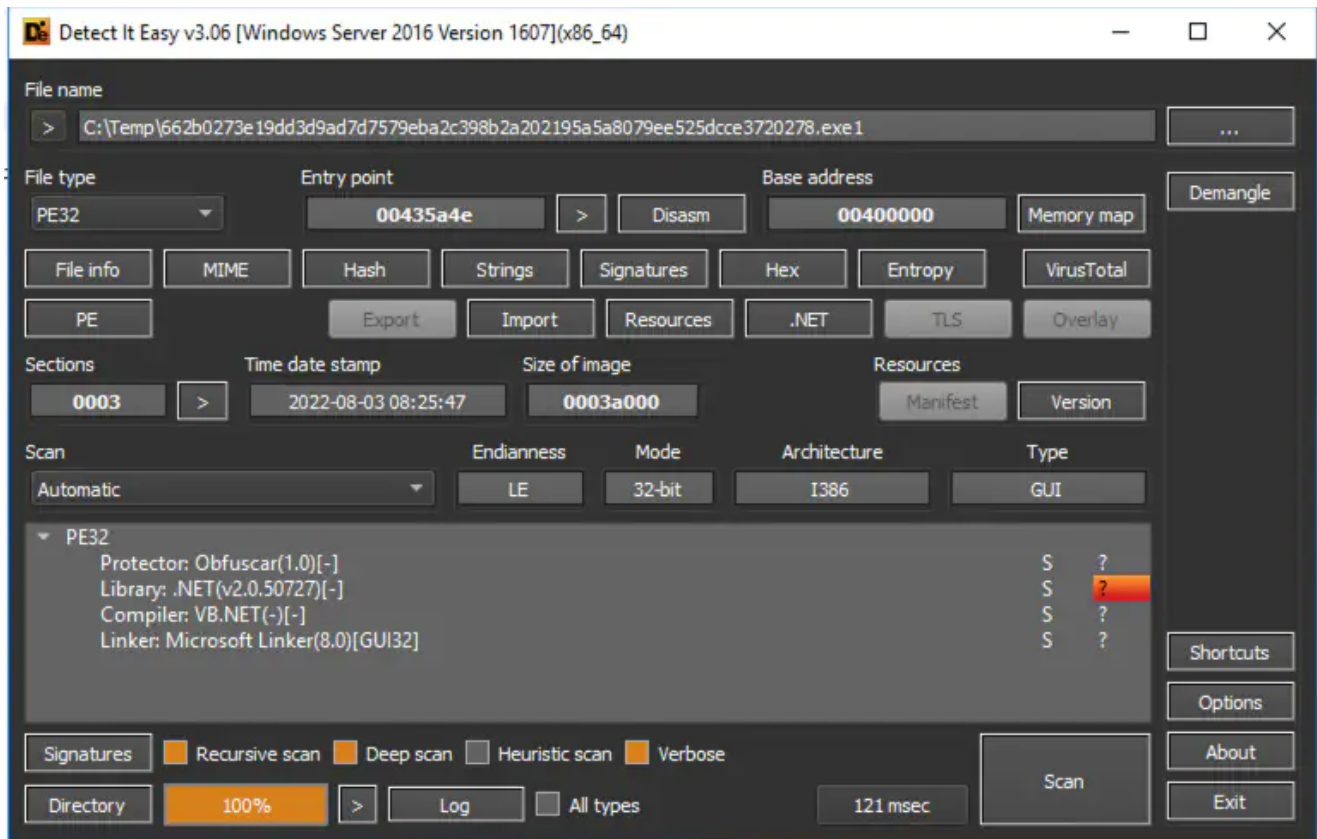 Detect It Easy v3.06 [Windows Server 2016 Version 1607](x86_64)
File name
> C:\Temp\662b0273e19dd3d9ad7d7579eba2c398b2a202195a5a8079ee525dcce3720278.exe1 ...
File type Entry point Base address
PE32 00435a4e > Disasm 00400000 Memory map Demangle
File info MIME Hash Strings Signatures Hex Entropy VirusTotal
PE Export Import Resources .NET TLS Overlay
Sections Time date stamp Size of image Resources
0003 > 2022-08-03 08:25:47 0003a000 Manifest Version
Scan Endianness Mode Architecture Type
Automatic LE 32-bit I386 GUI
PE32
Protector: Obfuscar(1.0)[-] S ?
Library: .NET(v2.0.50727)[-] S ?
Compiler: VB.NET(-)[-] S ?
Linker: Microsoft Linker(8.0)[GUI32] S ?
Shortcuts
Options
Signatures Recursive scan Deep scan Heuristic scan Verbose Scan About
Directory 100% > Log All types 121 msec Exit